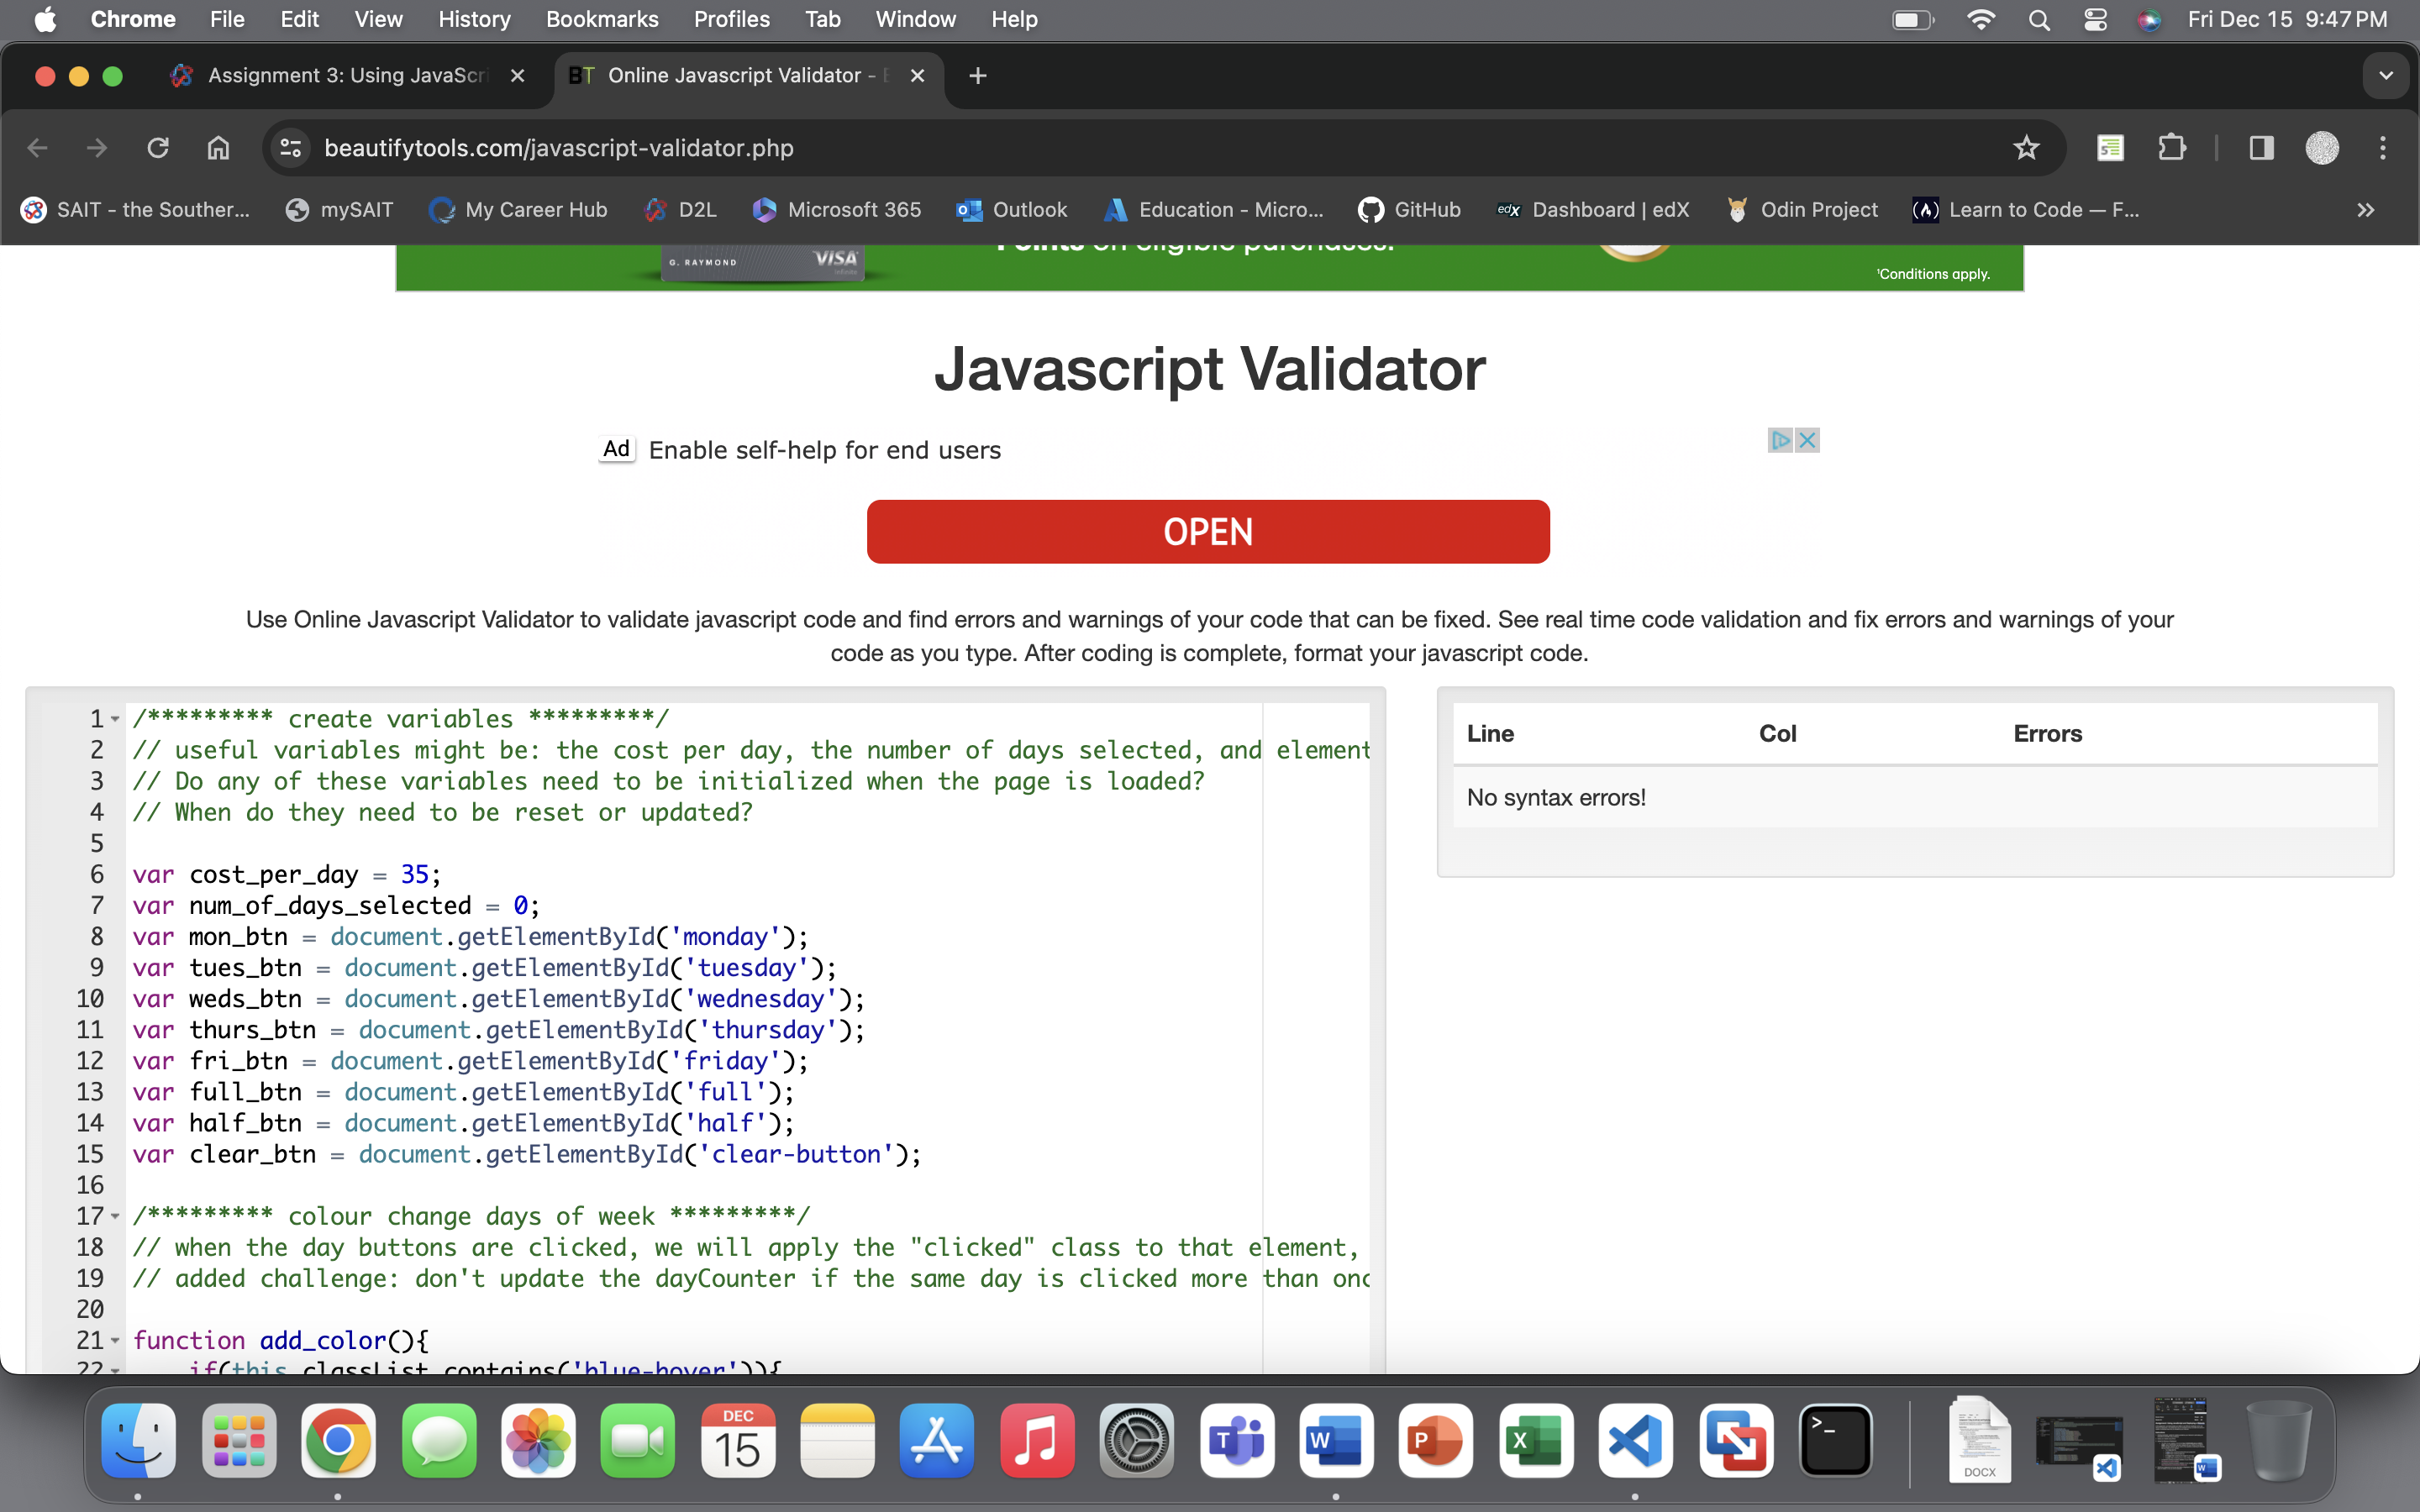 Chrome File Edit View History Bookmarks Profiles Tab Window Help Fri Dec 15 9:47 PM
Assignment 3: Using JavaScri BT Online Javascript Validator -
beautifytools.com/javascript-validator.php
SAIT - the Souther... mySAIT My Career Hub D2L Microsoft 365 Outlook Education - Micro... GitHub edX Dashboard | edX Odin Project Learn to Code — F...
Points on eligible purchases.
G. RAYMOND VISA
Infinite
¹Conditions apply.
Javascript Validator
Ad Enable self-help for end users
OPEN
Use Online Javascript Validator to validate javascript code and find errors and warnings of your code that can be fixed. See real time code validation and fix errors and warnings of your
code as you type. After coding is complete, format your javascript code.
1 /********* create variables *********/
2 // useful variables might be: the cost per day, the number of days selected, and element
3 // Do any of these variables need to be initialized when the page is loaded?
4 // When do they need to be reset or updated?
5
6 var cost_per_day = 35;
7 var num_of_days_selected = 0;
8 var mon_btn = document.getElementById('monday');
9 var tues_btn = document.getElementById('tuesday');
10 var weds_btn = document.getElementById('wednesday');
11 var thurs_btn = document.getElementById('thursday');
12 var fri_btn = document.getElementById('friday');
13 var full_btn = document.getElementById('full');
14 var half_btn = document.getElementById('half');
15 var clear_btn = document.getElementById('clear-button');
16
17 /********* colour change days of week *********/
18 // when the day buttons are clicked, we will apply the "clicked" class to that element,
19 // added challenge: don't update the dayCounter if the same day is clicked more than onc
20
21 function add_color(){
22 if(this.classList.contains('blue-hover')){
Line Col Errors
No syntax errors!
DEC
15
T W P X >_
DOCX